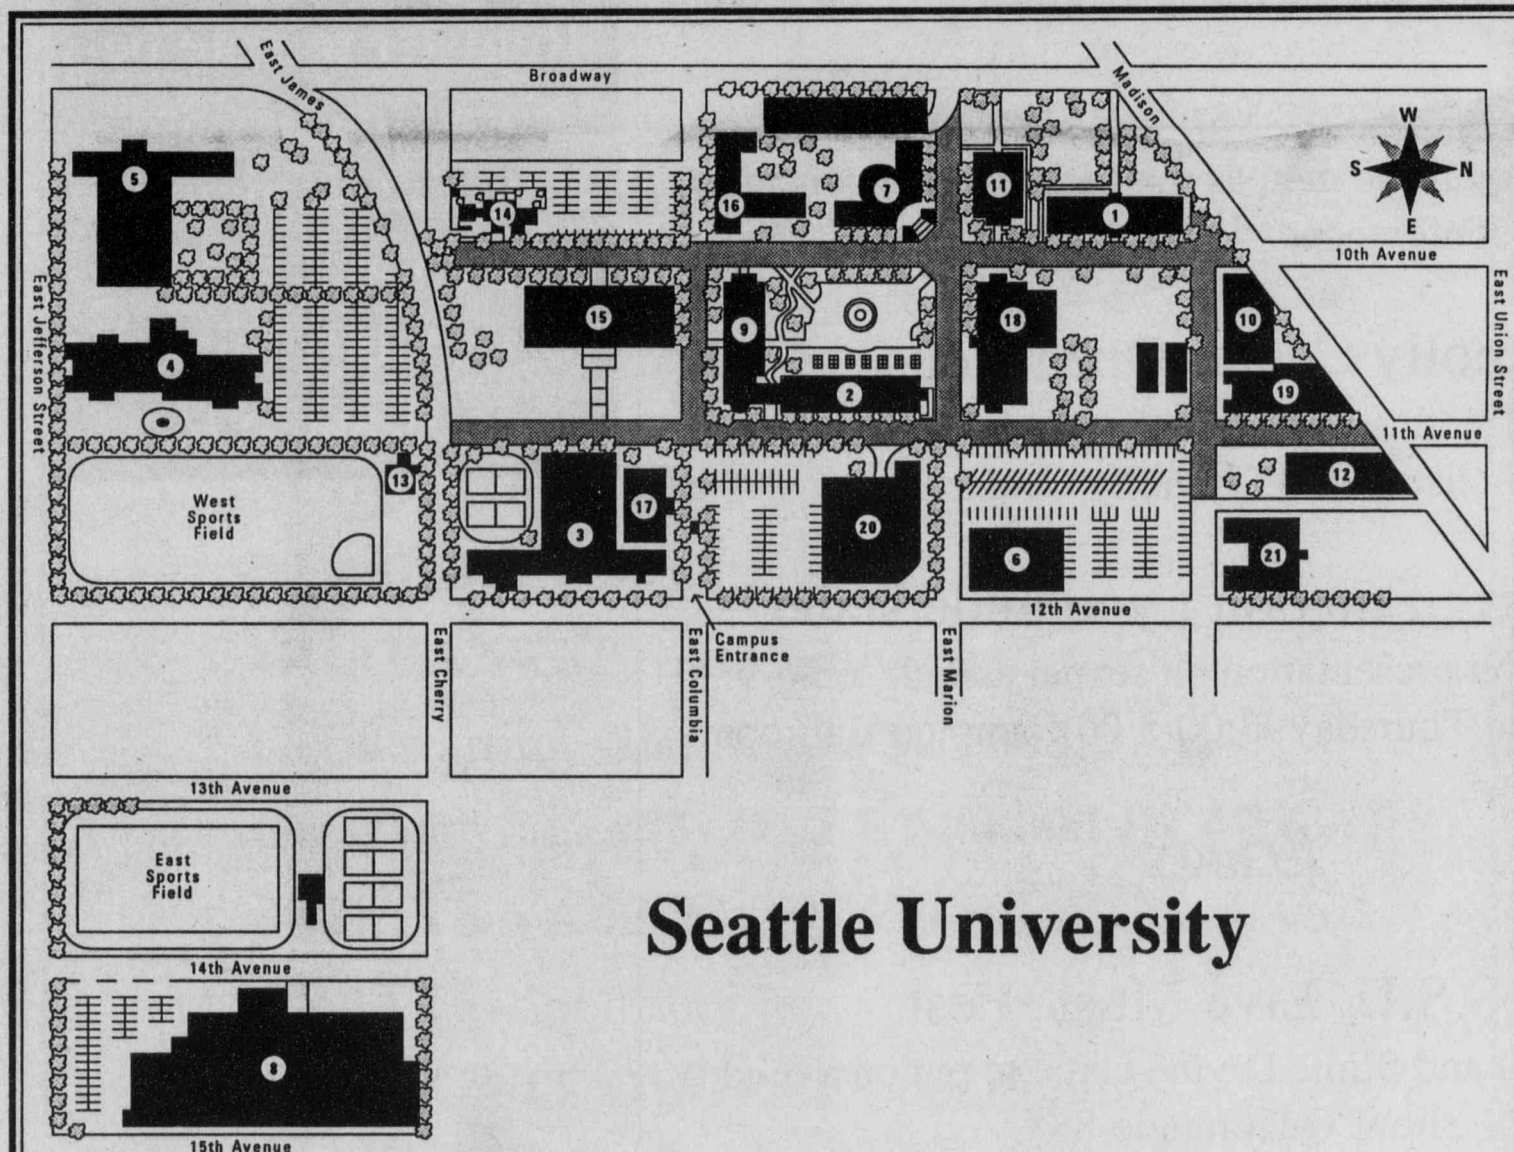 East James
Broadway
Madison
W
S
N
E
5
14
16
7
11
1
10th Avenue
East Jefferson Street
East Union Street
4
15
9
2
18
10
19
11th Avenue
West
Sports
Field
13
3
17
20
6
12
21
12th Avenue
Campus
Entrance
East Cherry
East Columbia
East Marion
13th Avenue
East
Sports
Field
14th Avenue
Seattle University
8
15th Avenue